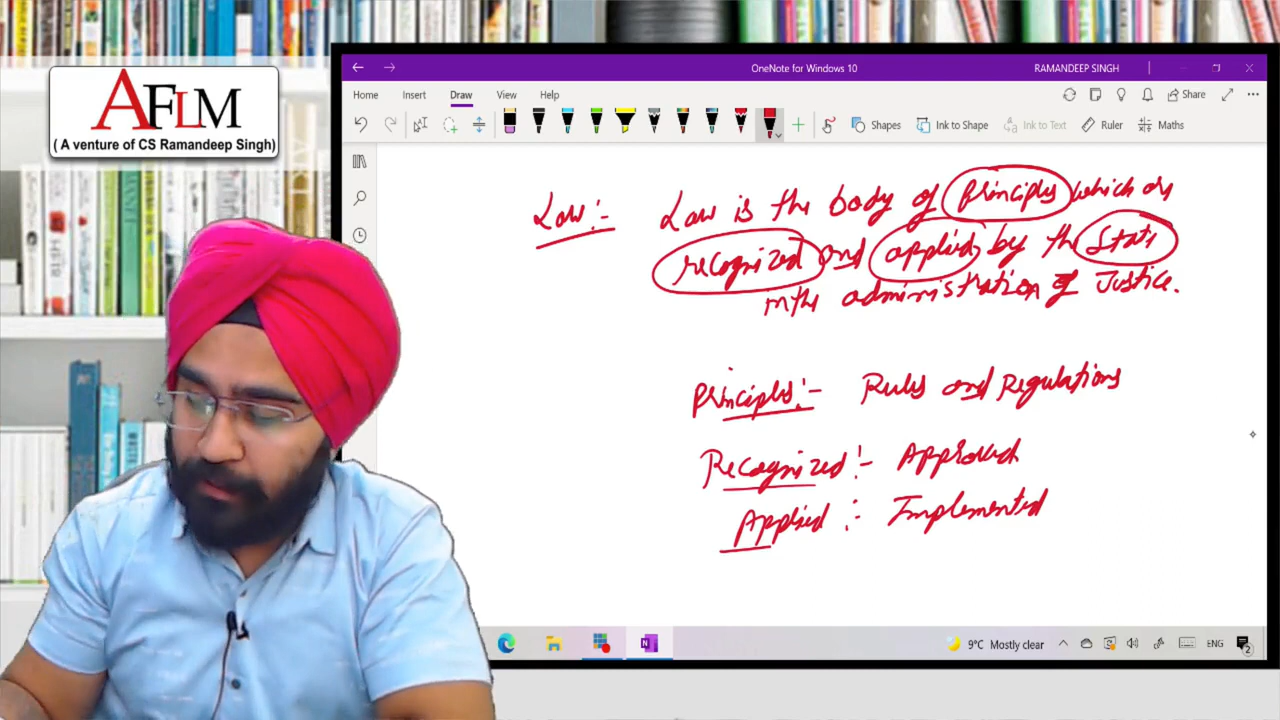 AFLM
( A venture of CS Ramandeep Singh)
OneNote for Windows 10
RAMANDEEP SINGH
Home Insert Draw View Help
Share
Shapes Ink to Shape Ink to Text Ruler Maths
Law:- Law is the body of Principles which are
recognized and applied by the State
in the administration of Justice.
Principles:- Rules and Regulations
Recognized:- Approved
Applied:- Implemented
9°C Mostly clear ENG 2